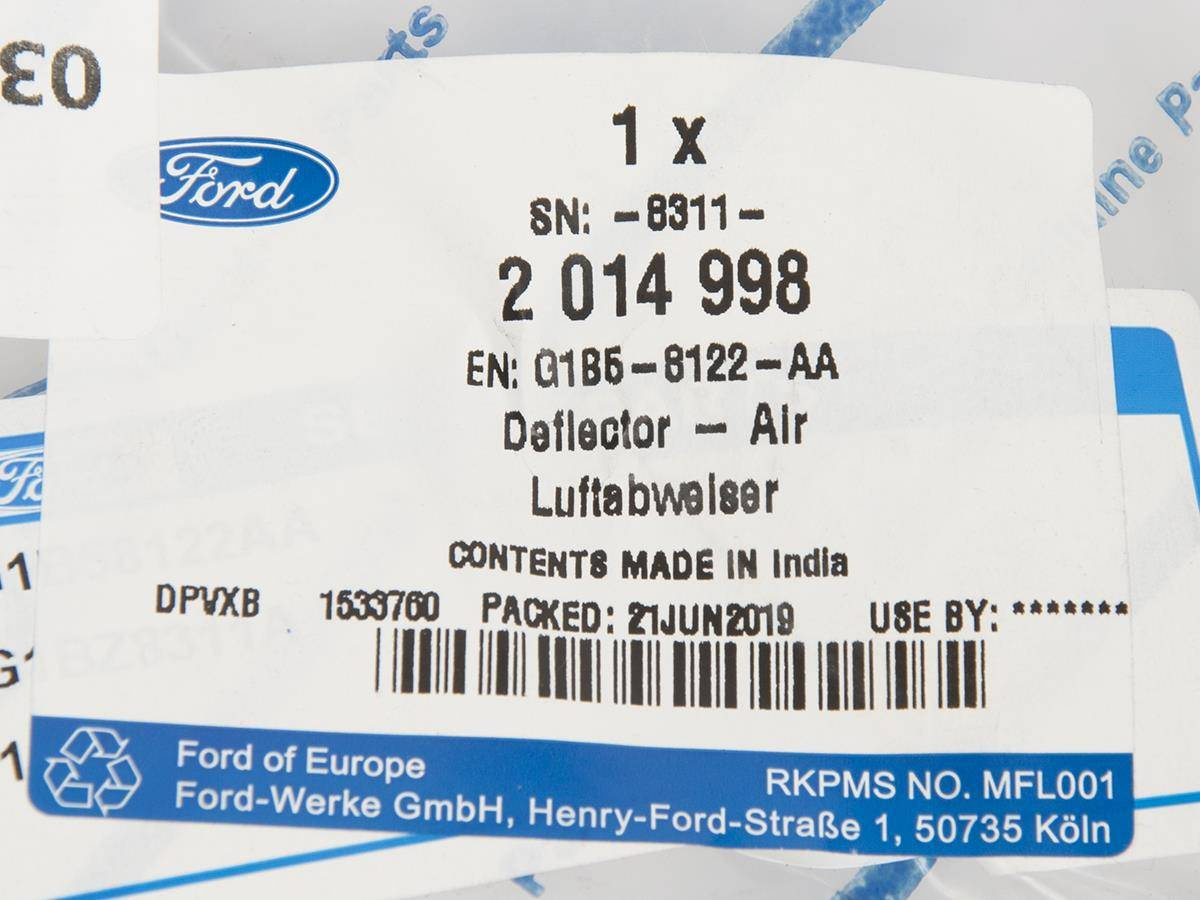 03
Parts
Ford
1 x
SN: -8311-
2 014 998
EN: G1B5-8122-AA
Deflector - Air
Luftabweiser
CONTENTS MADE IN India
DPVXB 1533760 PACKED: 21JUN2019 USE BY: *******
Ford of Europe
RKPMS NO. MFL001
Ford-Werke GmbH, Henry-Ford-Straße 1, 50735 Köln